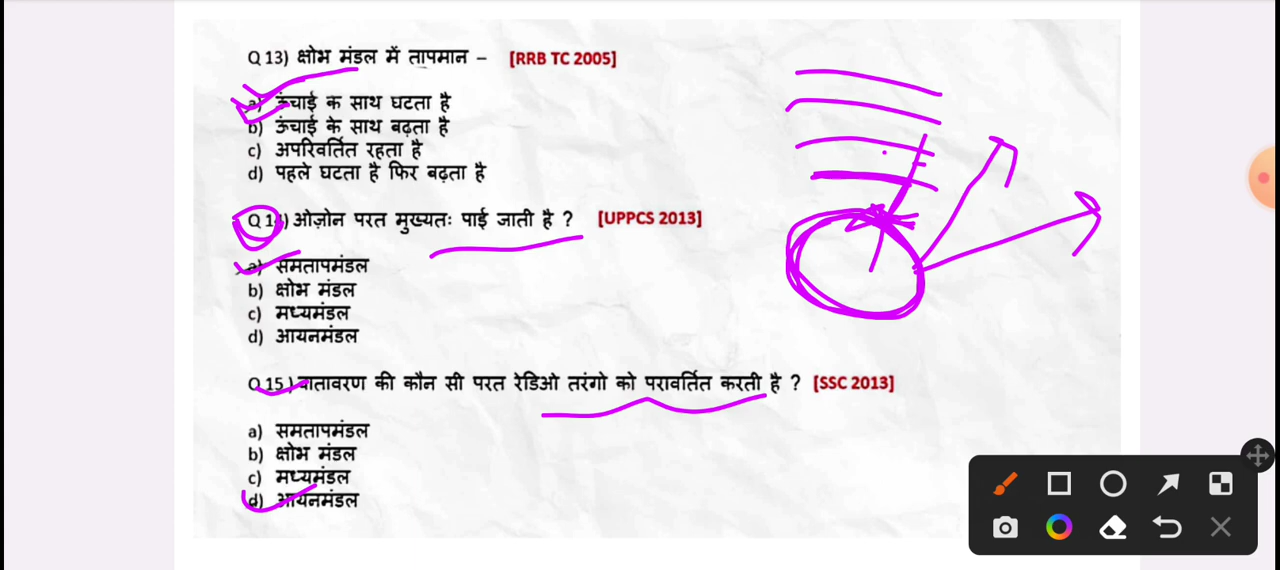 Q 13) क्षोभ मंडल में तापमान – [RRB TC 2005]
a) ऊंचाई के साथ घटता है
b) ऊंचाई के साथ बढ़ता है
c) अपरिवर्तित रहता है
d) पहले घटता है फिर बढ़ता है
Q 14) ओज़ोन परत मुख्यतः पाई जाती है ? [UPPCS 2013]
a) समतापमंडल
b) क्षोभ मंडल
c) मध्यमंडल
d) आयनमंडल
Q 15) वातावरण की कौन सी परत रेडिओ तरंगो को परावर्तित करती है ? [SSC 2013]
a) समतापमंडल
b) क्षोभ मंडल
c) मध्यमंडल
d) आयनमंडल